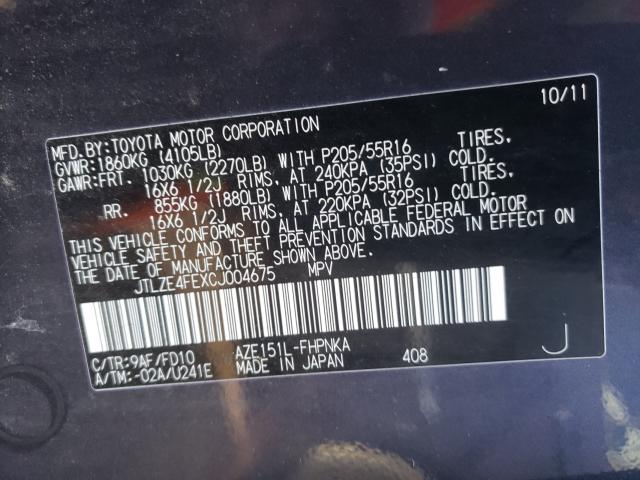 10/11
MFD.BY:TOYOTA MOTOR CORPORATION
GVWR:1860KG (4105LB)
GAWR:FRT. 1030KG (2270LB) WITH P205/55R16 TIRES,
16X6 1/2J RIMS, AT 240KPA (35PSI) COLD.
RR. 855KG (1880LB) WITH P205/55R16 TIRES,
16X6 1/2J RIMS, AT 220KPA (32PSI) COLD.
THIS VEHICLE CONFORMS TO ALL APPLICABLE FEDERAL MOTOR
VEHICLE SAFETY AND THEFT PREVENTION STANDARDS IN EFFECT ON
THE DATE OF MANUFACTURE SHOWN ABOVE.
JTLZE4FEXCJ004675 MPV
C/TR:9AF/FD10 AZE151L-FHPNKA
A/TM:-02A/U241E MADE IN JAPAN 408 J